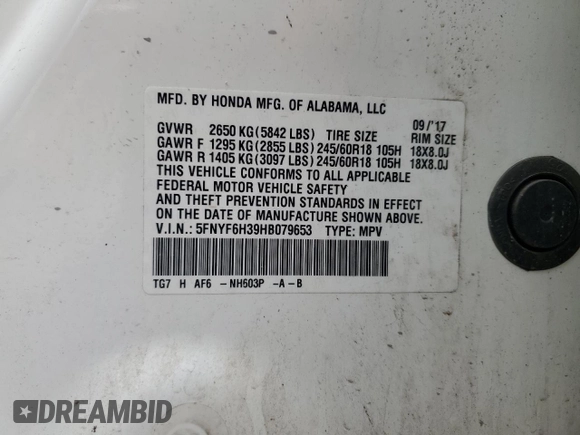 MFD. BY HONDA MFG. OF ALABAMA, LLC
09/'17
GVWR 2650 KG(5842 LBS) TIRE SIZE RIM SIZE
GAWR F 1295 KG(2855 LBS) 245/60R18 105H 18X8.0J
GAWR R 1405 KG(3097 LBS) 245/60R18 105H 18X8.0J
THIS VEHICLE CONFORMS TO ALL APPLICABLE
FEDERAL MOTOR VEHICLE SAFETY
AND THEFT PREVENTION STANDARDS IN EFFECT
ON THE DATE OF MANUFACTURE SHOWN ABOVE.
V.I.N.: 5FNYF6H39HB079653 TYPE: MPV
TG7 H AF6 -NH603P -A-B
DREAMBID